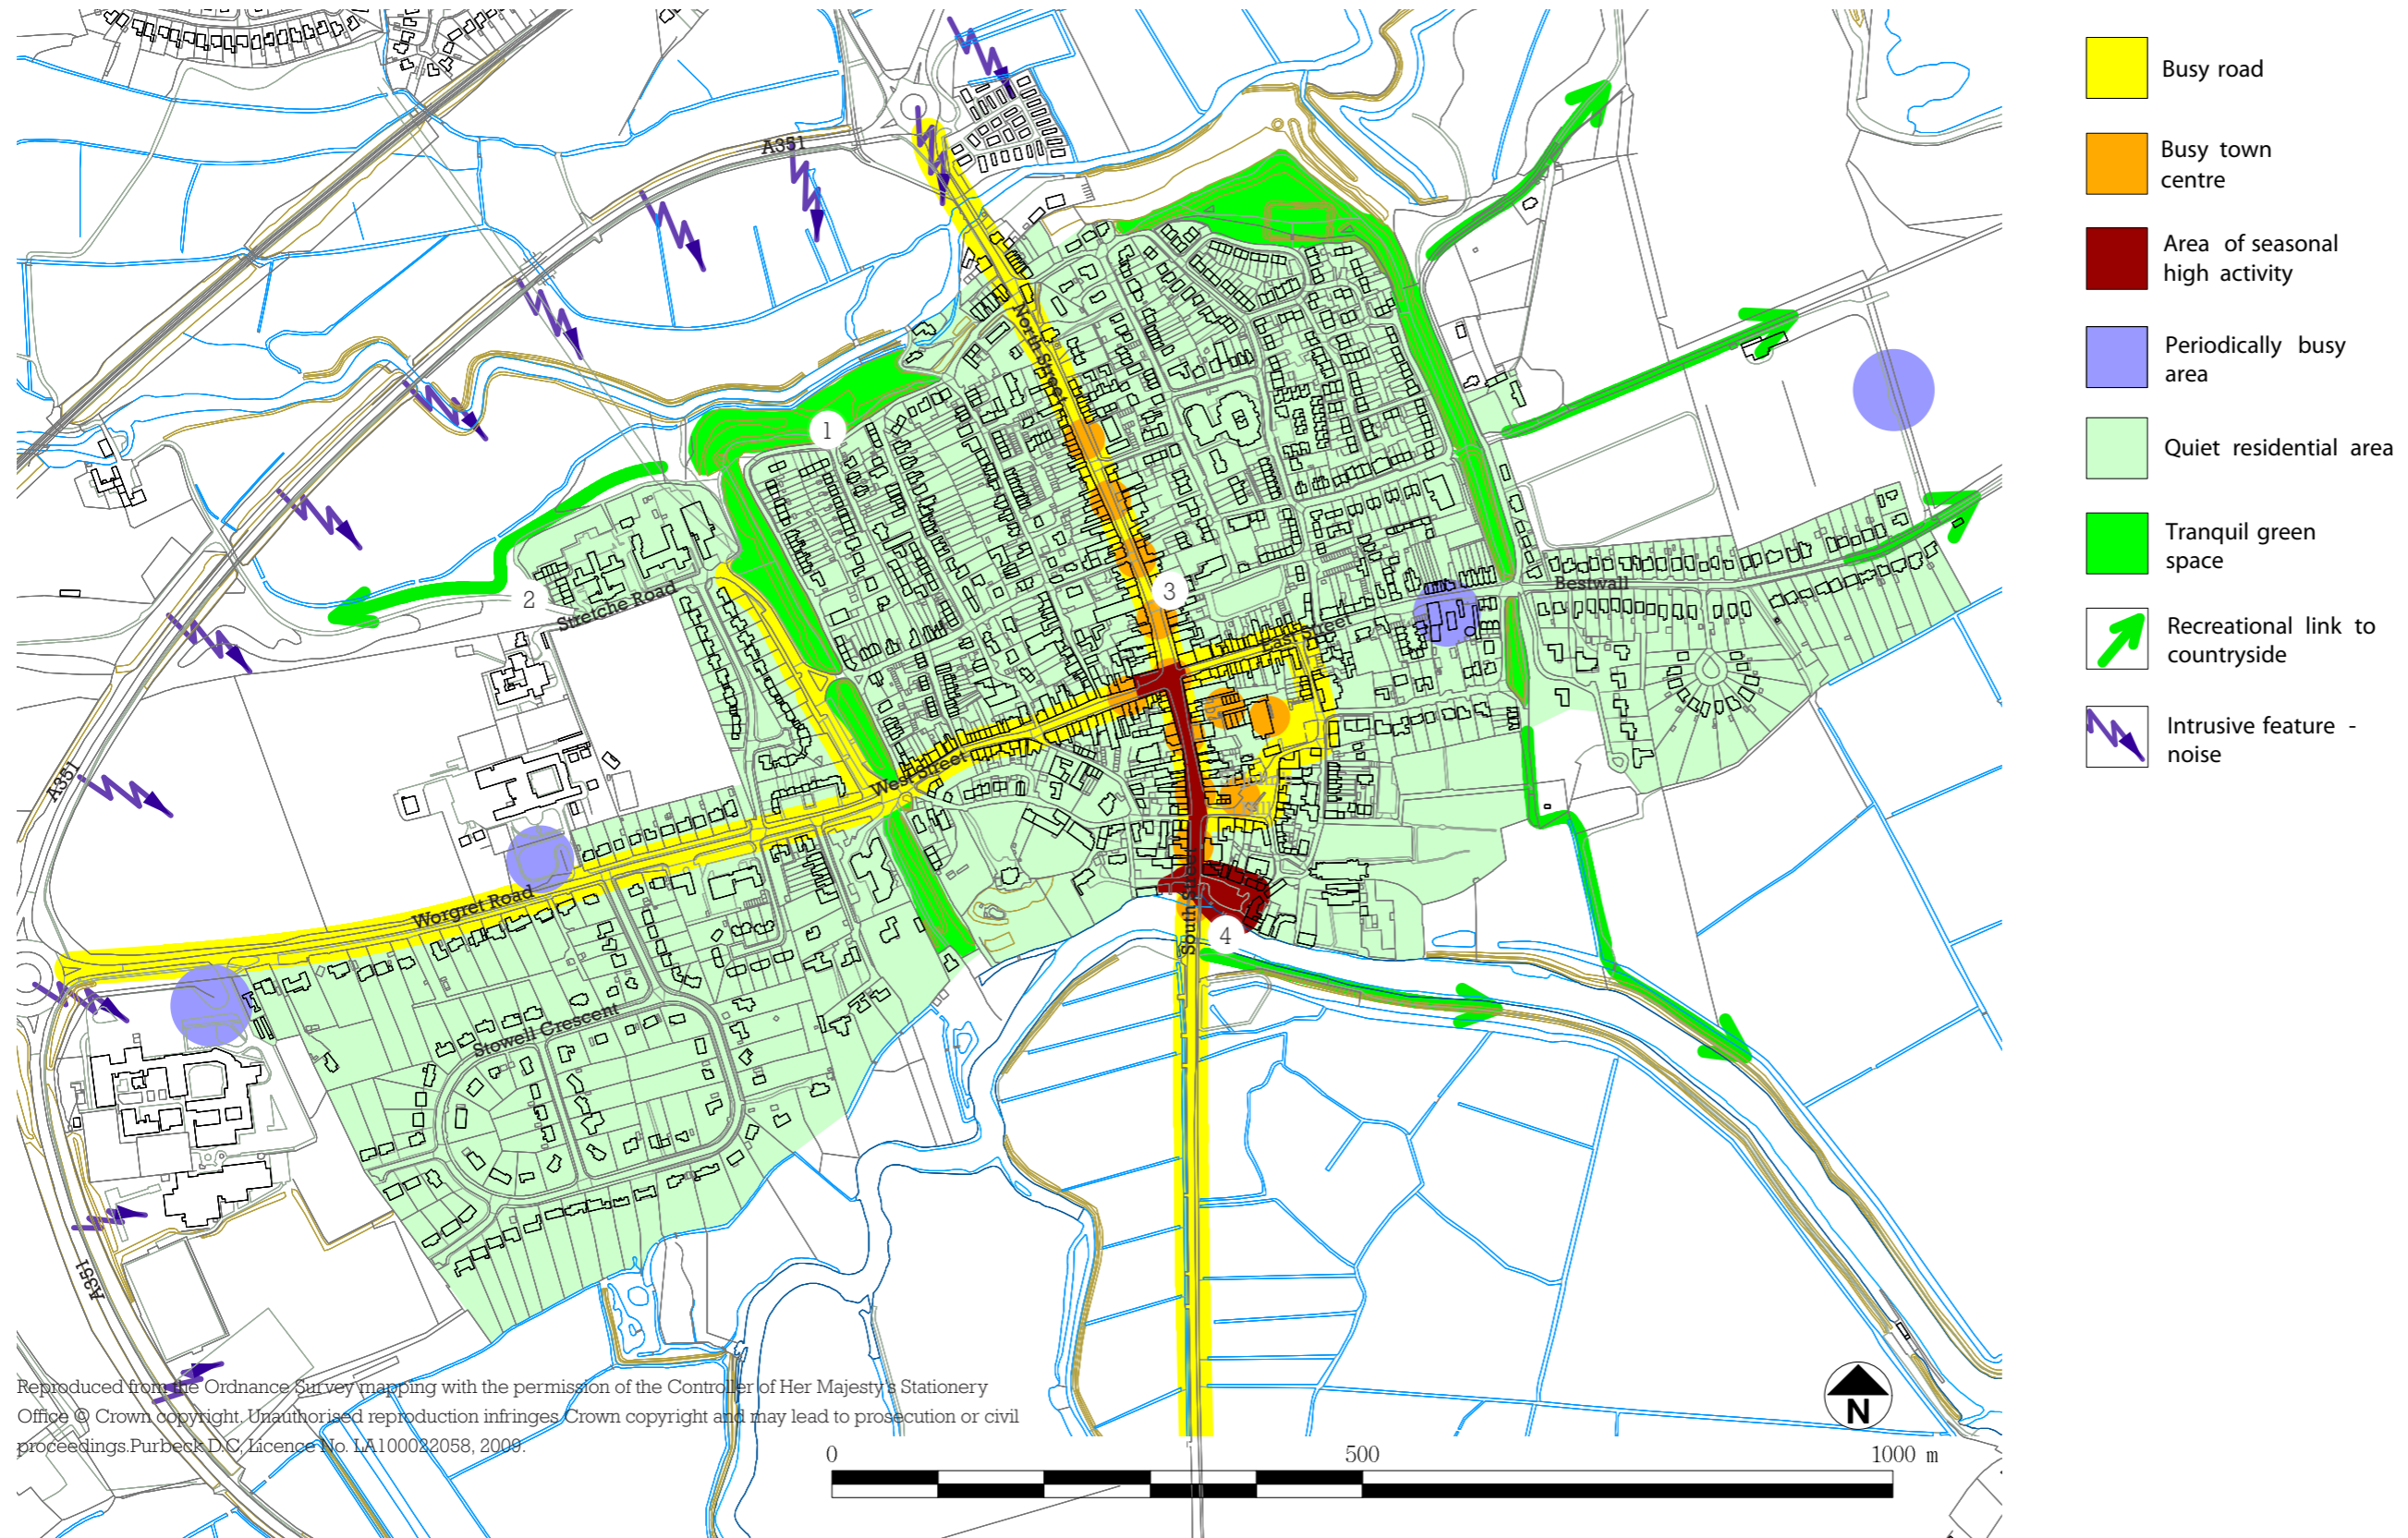 A351
North Street
1
2
Stretche Road
3
East Street
Bestwall
West Street
A351
Worgret Road
South Street
4
Stowell Crescent
A351
Busy road
Busy town
centre
Area of seasonal
high activity
Periodically busy
area
Quiet residential area
Tranquil green
space
Recreational link to
countryside
Intrusive feature -
noise
Reproduced from the Ordnance Survey mapping with the permission of the Controller of Her Majesty's Stationery
Office © Crown copyright. Unauthorised reproduction infringes Crown copyright and may lead to prosecution or civil
proceedings.Purbeck D.C, Licence No. LA100022058, 2009.
N
0 500 1000 m